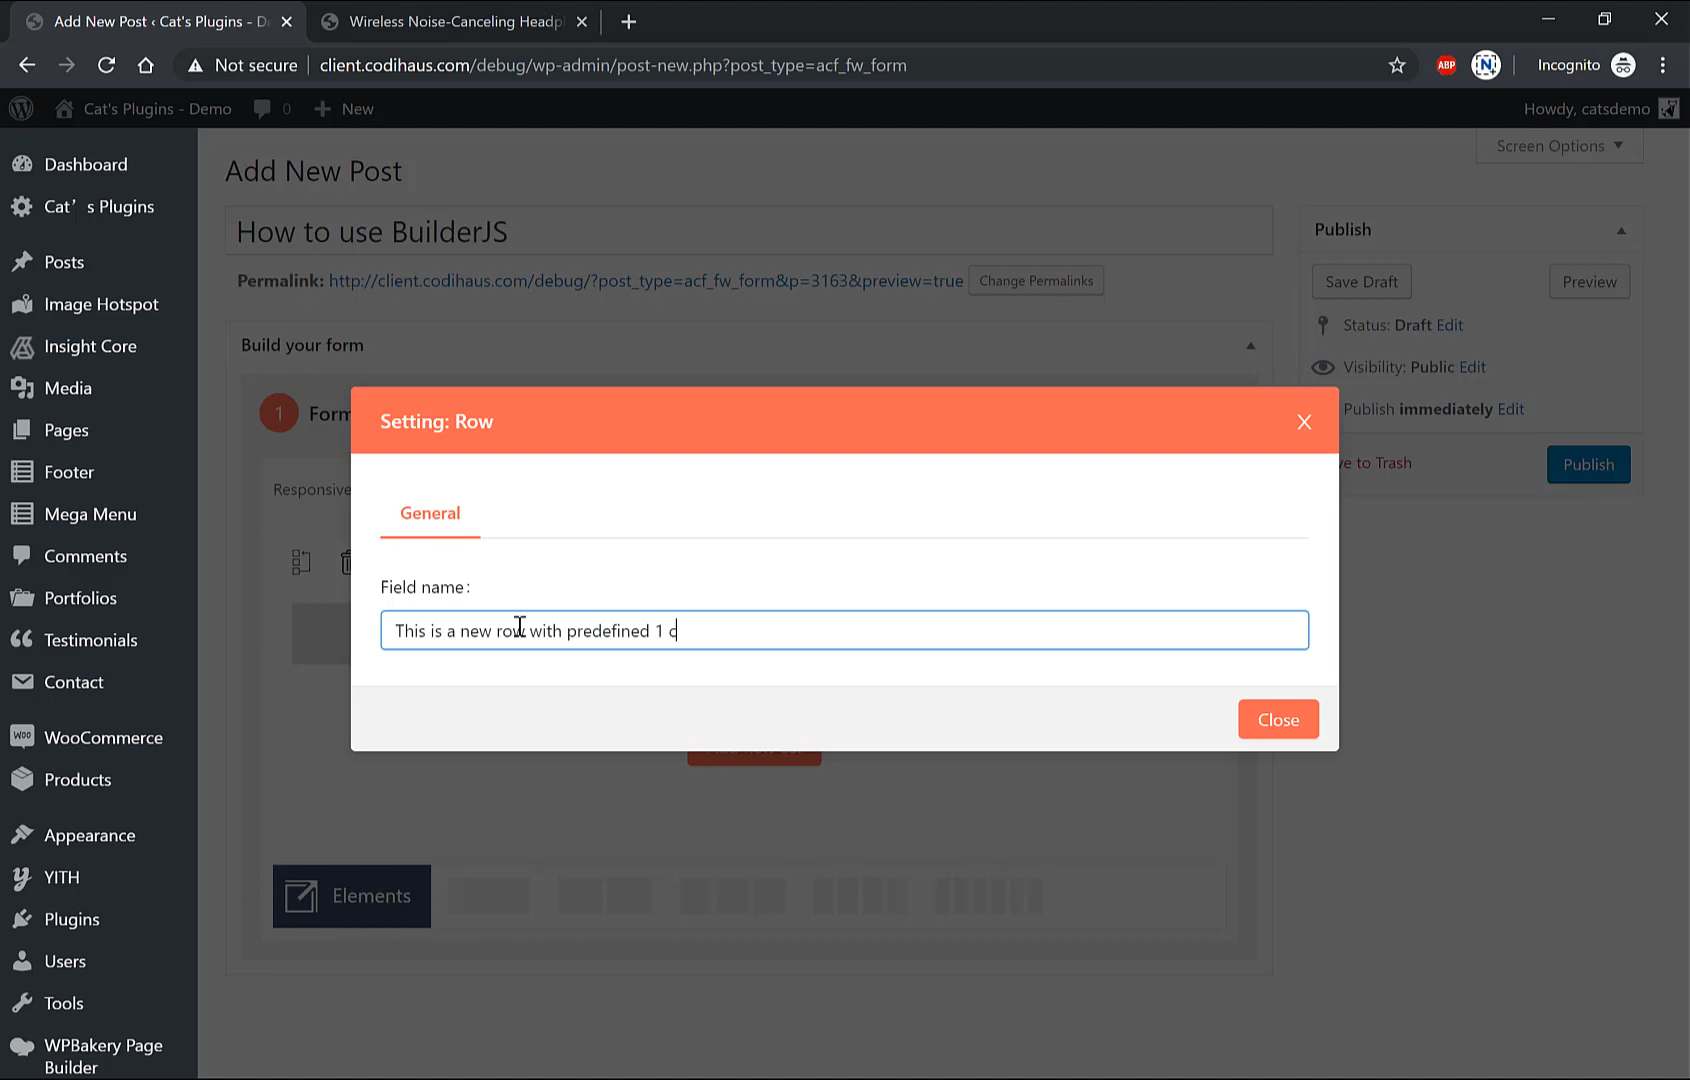 Add New Post ‹ Cat's Plugins - D
Wireless Noise-Canceling Headp
Not secure
client.codihaus.com/debug/wp-admin/post-new.php?post_type=acf_fw_form
ABP
N
Incognito
Cat's Plugins - Demo
0
New
Howdy, catsdemo
Dashboard
Cat's Plugins
Posts
Image Hotspot
Insight Core
Media
Pages
Footer
Mega Menu
Comments
Portfolios
Testimonials
Contact
Woo
WooCommerce
Products
Appearance
YITH
Plugins
Users
Tools
WPBakery Page
Builder
Screen Options
Add New Post
How to use BuilderJS
Permalink: http://client.codihaus.com/debug/?post_type=acf_fw_form&p=3163&preview=true
Change Permalinks
Build your form
1
Form
Responsive
Setting: Row
General
Field name:
This is a new row with predefined 1 c
Close
Elements
Publish
Save Draft
Preview
Status: Draft Edit
Visibility: Public Edit
Publish immediately Edit
ve to Trash
Publish